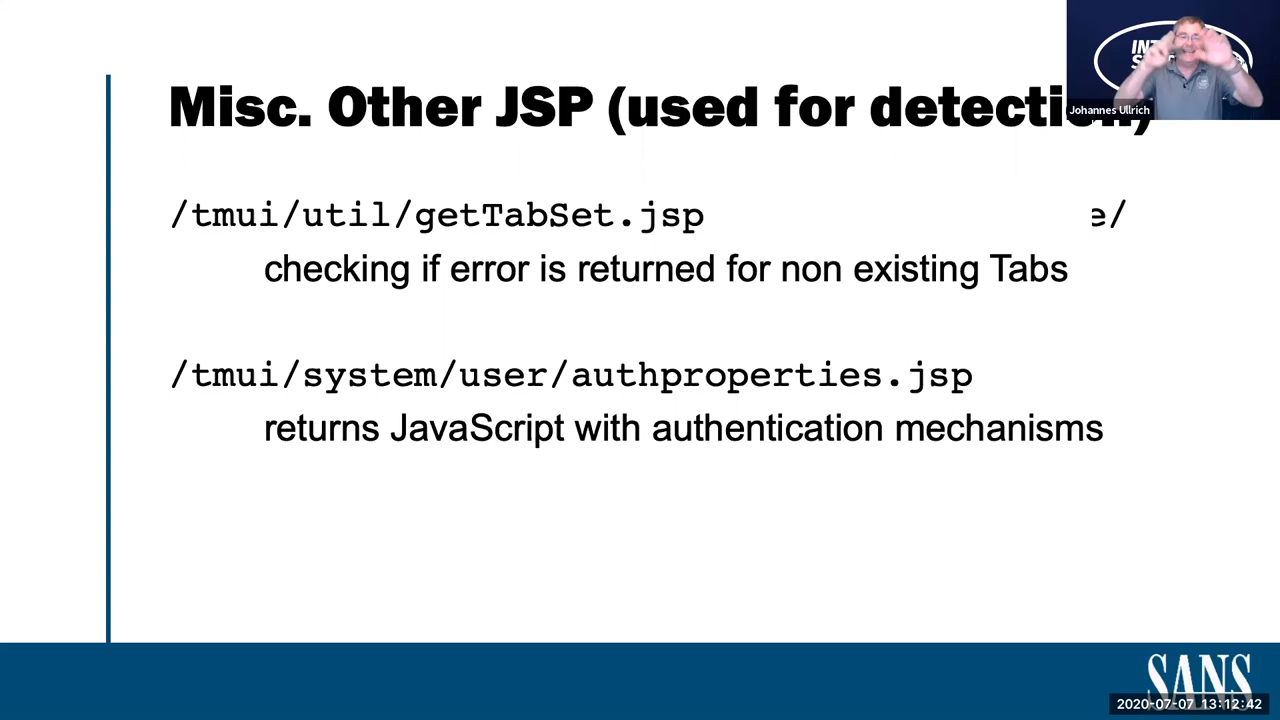 Misc. Other JSP (used for detection)
Johannes Ullrich
/tmui/util/getTabSet.jsp e/
checking if error is returned for non existing Tabs
/tmui/system/user/authproperties.jsp
returns JavaScript with authentication mechanisms
SANS
2020-07-07 13:12:42